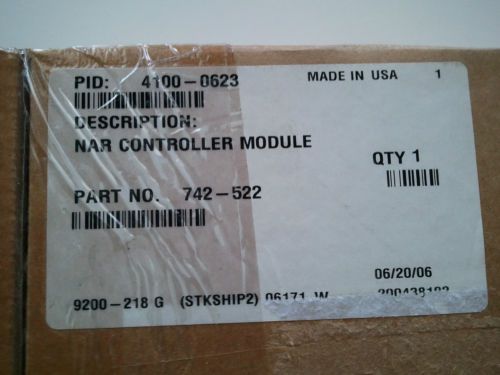 PID: 4100-0623 MADE IN USA 1
DESCRIPTION:
NAR CONTROLLER MODULE
QTY 1
PART NO. 742-522
06/20/06
9200-218 G (STKSHIP2) 06171 W